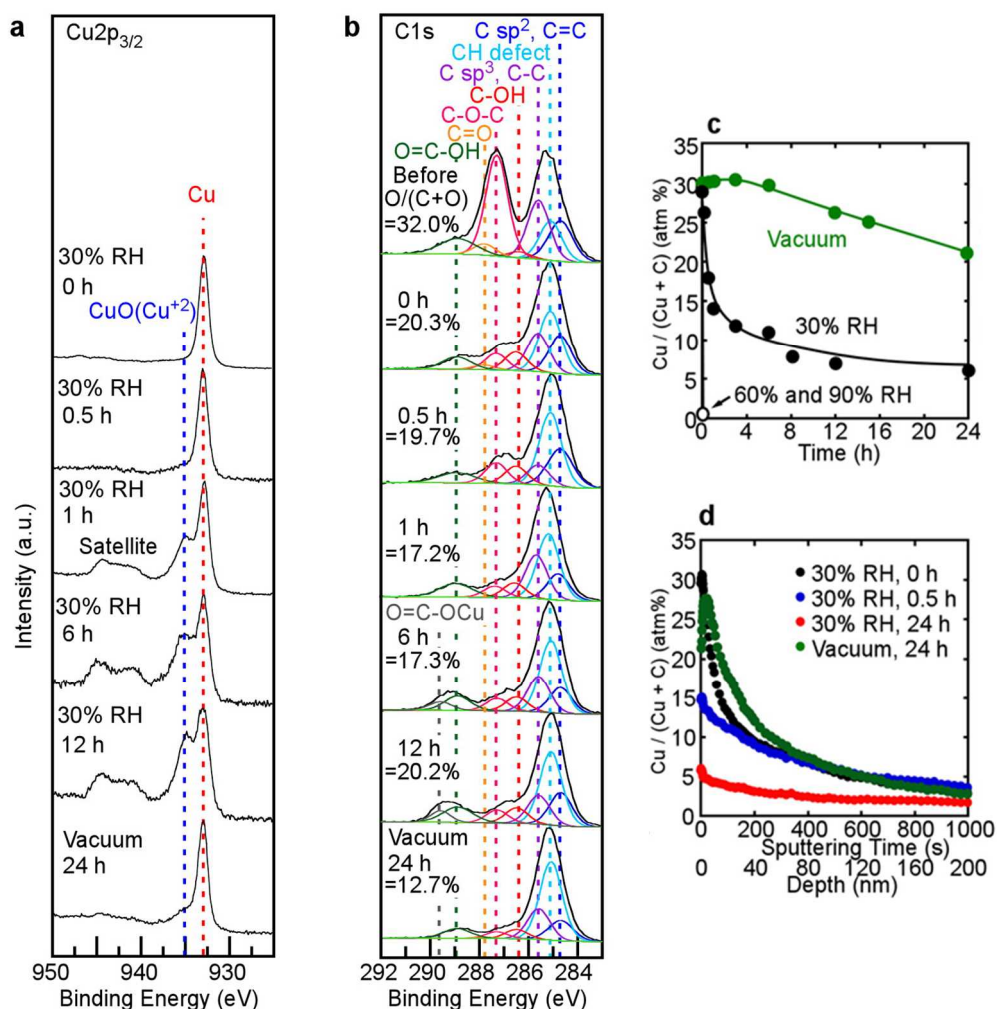 a
Cu2p3/2
Cu
30% RH
0 h
CuO(Cu+2)
30% RH
0.5 h
30% RH
1 h
Satellite
30% RH
6 h
30% RH
12 h
Vacuum
24 h
Intensity (a.u.)
950 940 930
Binding Energy (eV)
b
C1s
C sp2, C=C
CH defect
C sp3, C-C
C-OH
C-O-C
C=O
O=C-OH
Before
O/(C+O)
=32.0%
0 h
=20.3%
0.5 h
=19.7%
1 h
=17.2%
O=C-OCu
6 h
=17.3%
12 h
=20.2%
Vacuum
24 h
=12.7%
292 290 288 286 284
Binding Energy (eV)
c
Cu / (Cu + C) (atm %)
35
30
25
20
15
10
5
0
Vacuum
30% RH
60% and 90% RH
0 4 8 12 16 20 24
Time (h)
d
Cu / (Cu + C) (atm%)
35
30
25
20
15
10
5
0
30% RH, 0 h
30% RH, 0.5 h
30% RH, 24 h
Vacuum, 24 h
0 200 400 600 800 1000
Sputtering Time (s)
0 40 80 120 160 200
Depth (nm)